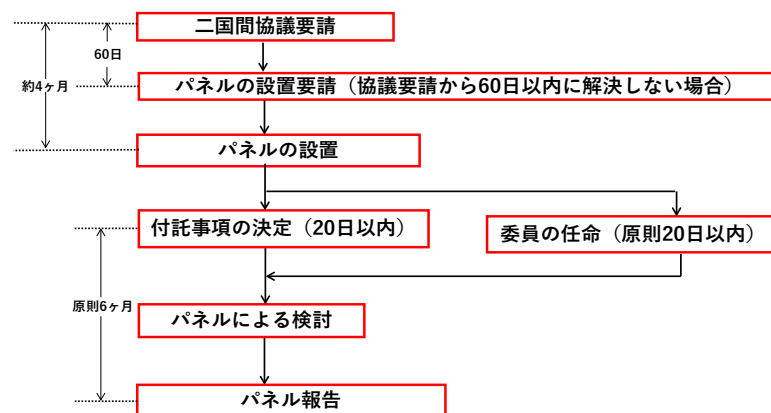 二国間協議要請
60日
パネルの設置要請（協議要請から60日以内に解決しない場合）
約4ヶ月
パネルの設置
付託事項の決定（20日以内）
委員の任命（原則20日以内）
原則6ヶ月
パネルによる検討
パネル報告